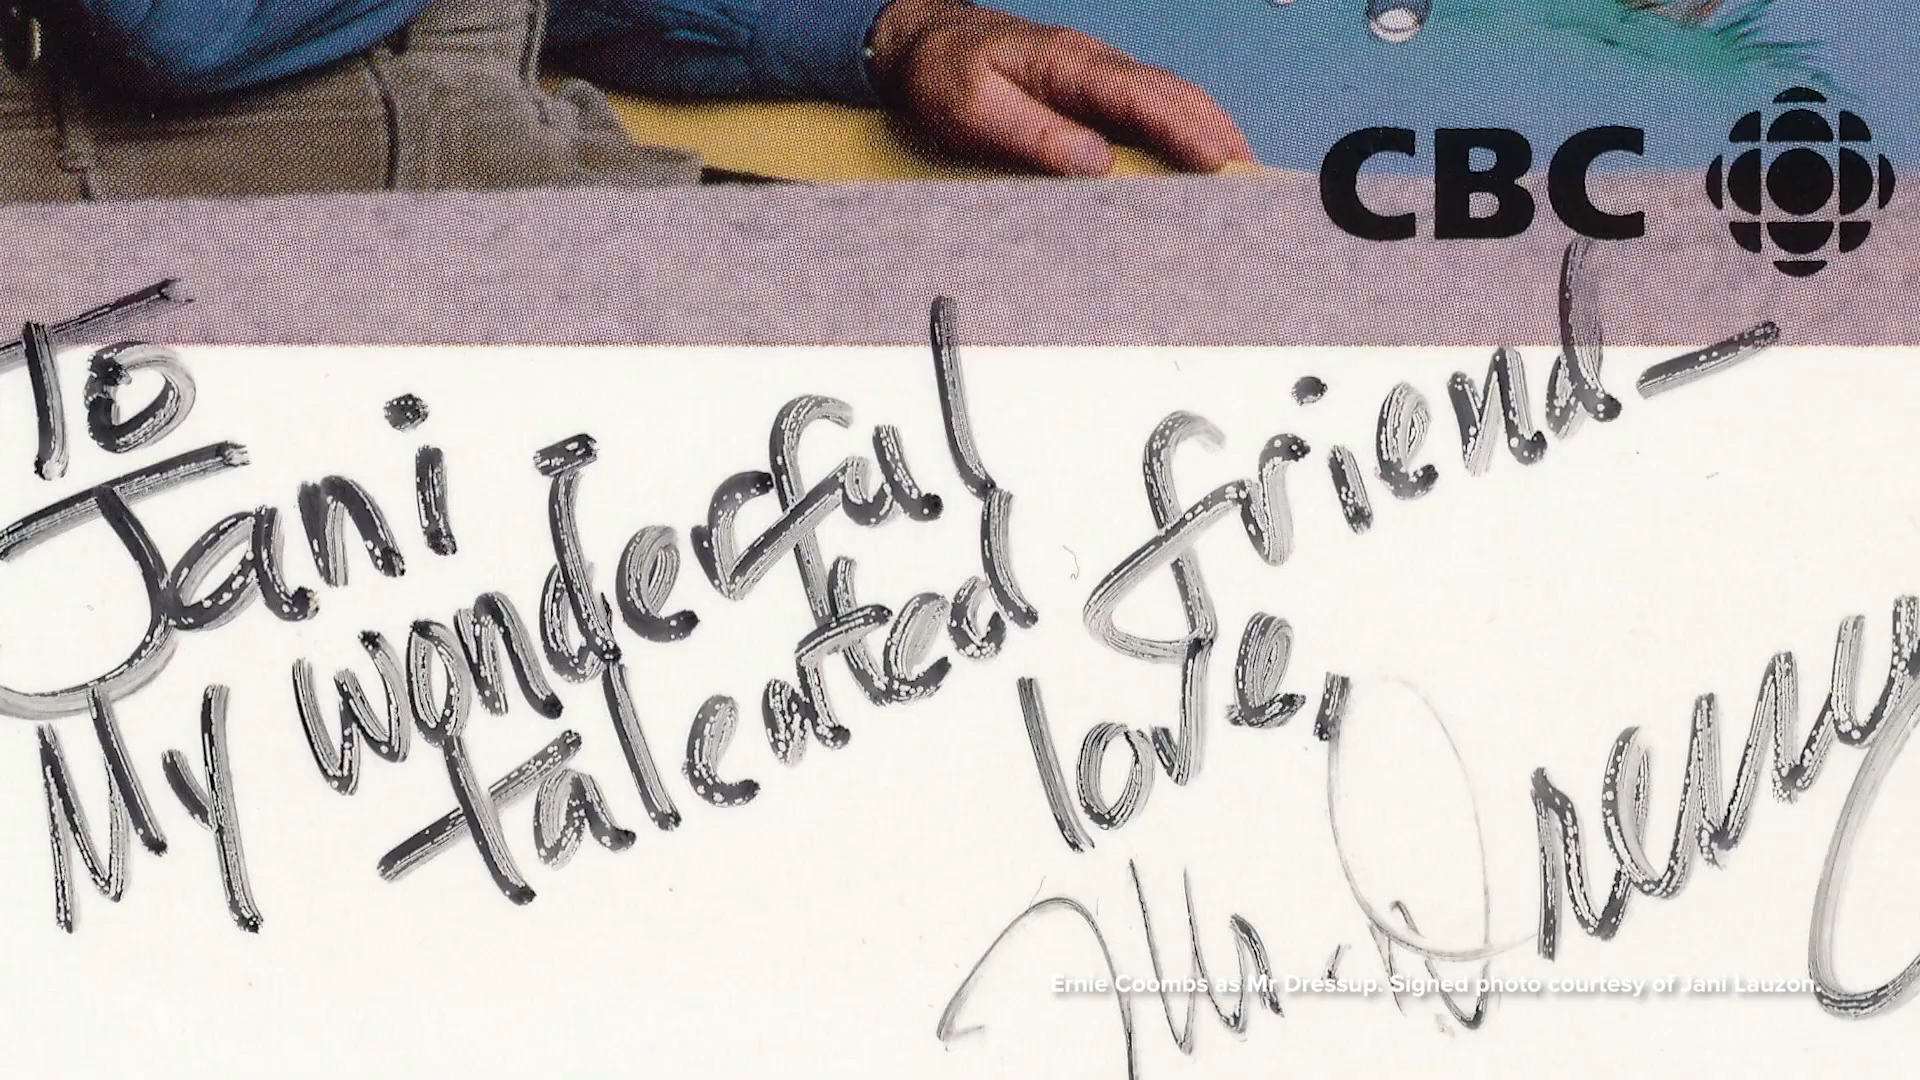 CBC
To
Jani
My wonderful
talented friend—
love,
Mr. Dressup
Ernie Coombs as Mr Dressup. Signed photo courtesy of Jani Lauzon.